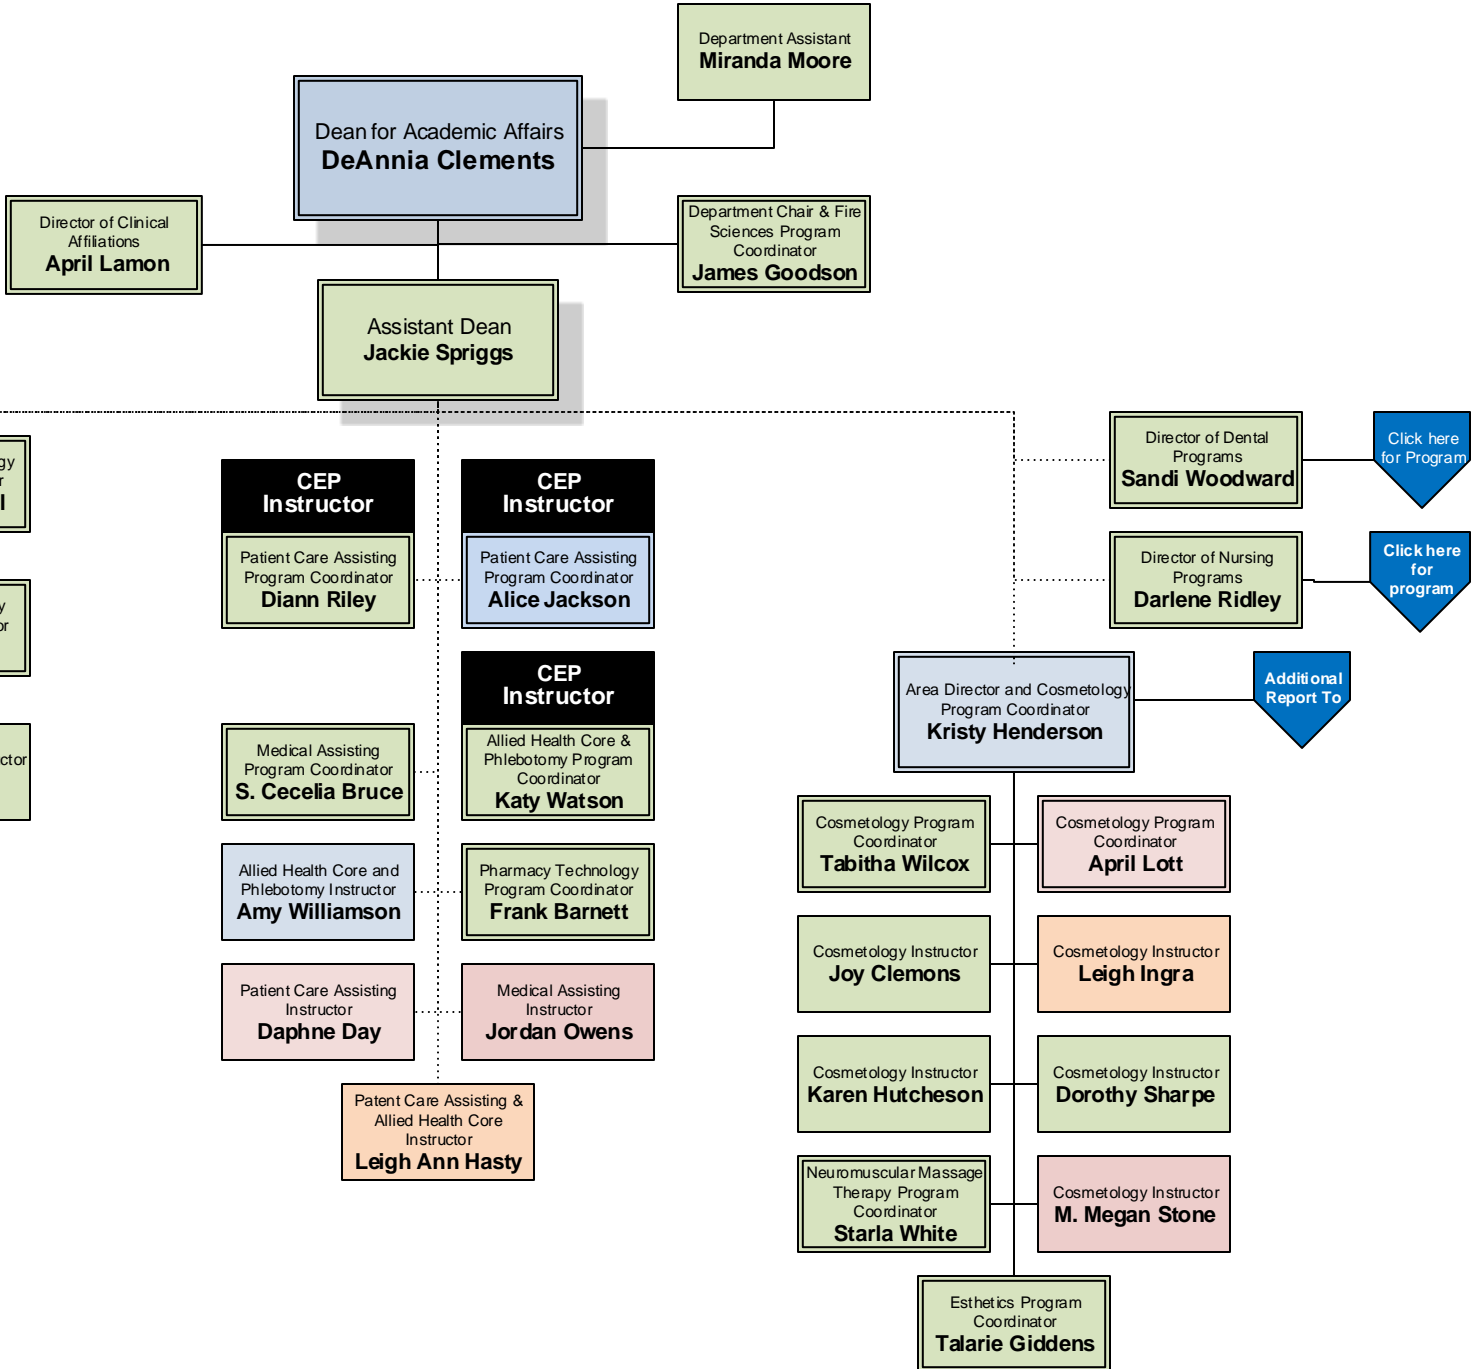 Department Assistant
Miranda Moore
Dean for Academic Affairs
DeAnnia Clements
Director of Clinical
Affiliations
April Lamon
Department Chair & Fire
Sciences Program
Coordinator
James Goodson
Assistant Dean
Jackie Spriggs
CEP
Instructor
Patient Care Assisting
Program Coordinator
Diann Riley
CEP
Instructor
Patient Care Assisting
Program Coordinator
Alice Jackson
CEP
Instructor
Medical Assisting
Program Coordinator
S. Cecelia Bruce
Allied Health Core &
Phlebotomy Program
Coordinator
Katy Watson
Allied Health Core and
Phlebotomy Instructor
Amy Williamson
Pharmacy Technology
Program Coordinator
Frank Barnett
Patient Care Assisting
Instructor
Daphne Day
Medical Assisting
Instructor
Jordan Owens
Patent Care Assisting &
Allied Health Core
Instructor
Leigh Ann Hasty
Director of Dental
Programs
Sandi Woodward
Click here
for Program
Director of Nursing
Programs
Darlene Ridley
Click here
for
program
Area Director and Cosmetology
Program Coordinator
Kristy Henderson
Additional
Report To
Cosmetology Program
Coordinator
Tabitha Wilcox
Cosmetology Program
Coordinator
April Lott
Cosmetology Instructor
Joy Clemons
Cosmetology Instructor
Leigh Ingra
Cosmetology Instructor
Karen Hutcheson
Cosmetology Instructor
Dorothy Sharpe
Neuromuscular Massage
Therapy Program
Coordinator
Starla White
Cosmetology Instructor
M. Megan Stone
Esthetics Program
Coordinator
Talarie Giddens